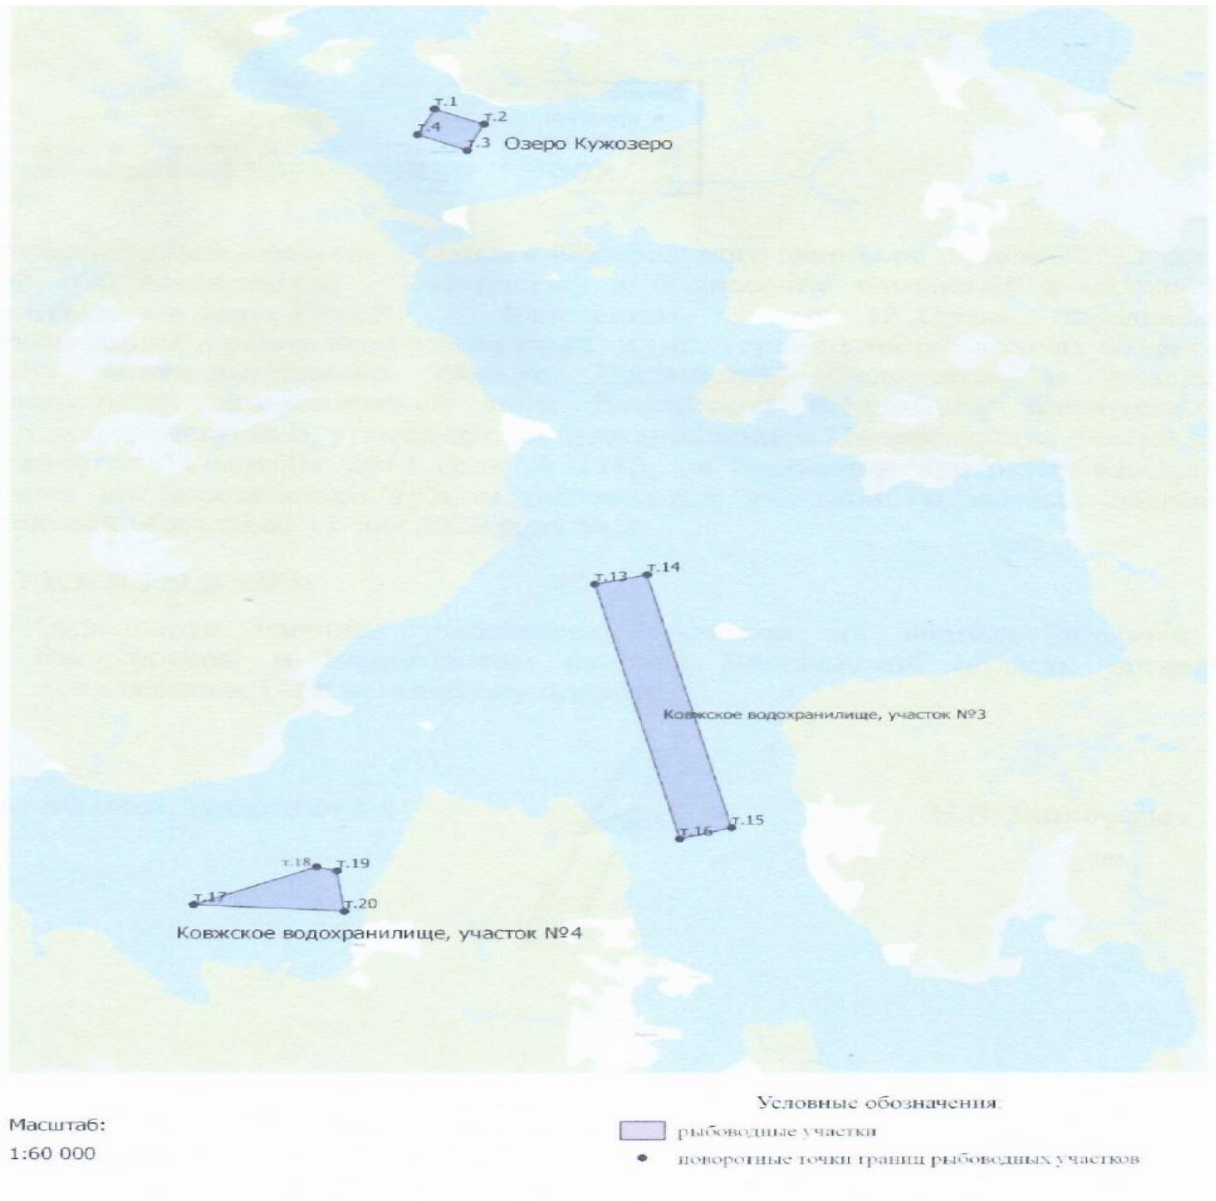 т.1
т.2
т.4
т.3
Озеро Кужозеро
т.13
т.14
Ковжское водохранилище, участок №3
т.15
т.16
т.18
т.19
т.17
т.20
Ковжское водохранилище, участок №4
Условные обозначения:
Масштаб:
1:60 000
рыбоводные участки
поворотные точки границ рыбоводных участков